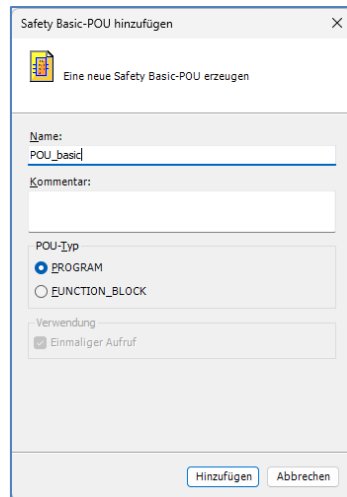 Safety Basic-POU hinzufügen
Eine neue Safety Basic-POU erzeugen
Name:
POU_basic
Kommentar:
POU-Typ
PROGRAM
FUNCTION_BLOCK
Verwendung
Einmaliger Aufruf
Hinzufügen Abbrechen